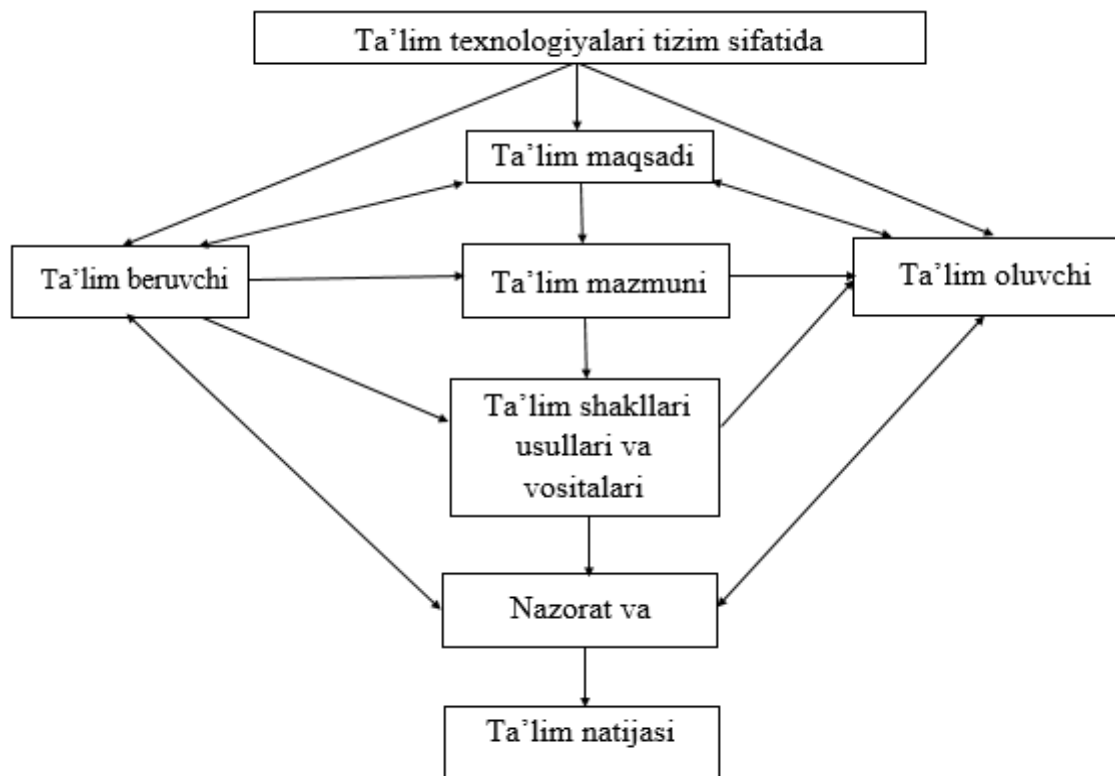 Ta’lim texnologiyalari tizim sifatida
Ta’lim maqsadi
Ta’lim beruvchi
Ta’lim mazmuni
Ta’lim oluvchi
Ta’lim shakllari
usullari va
vositalari
Nazorat va
Ta’lim natijasi